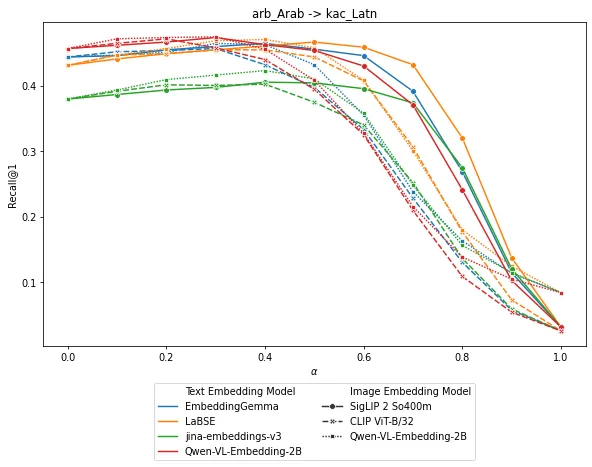 arb_Arab -> kac_Latn
Recall@1
0.4
0.3
0.2
0.1
0.0 0.2 0.4 0.6 0.8 1.0
α
Text Embedding Model Image Embedding Model
EmbeddingGemma SigLIP 2 So400m
LaBSE CLIP ViT-B/32
jina-embeddings-v3 Qwen-VL-Embedding-2B
Qwen-VL-Embedding-2B